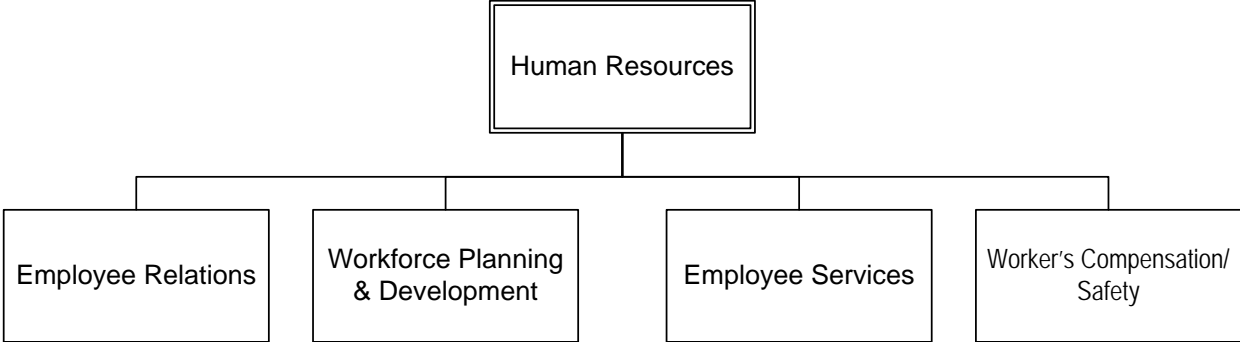 Human Resources
Employee Relations
Workforce Planning
& Development
Employee Services
Worker's Compensation/
Safety